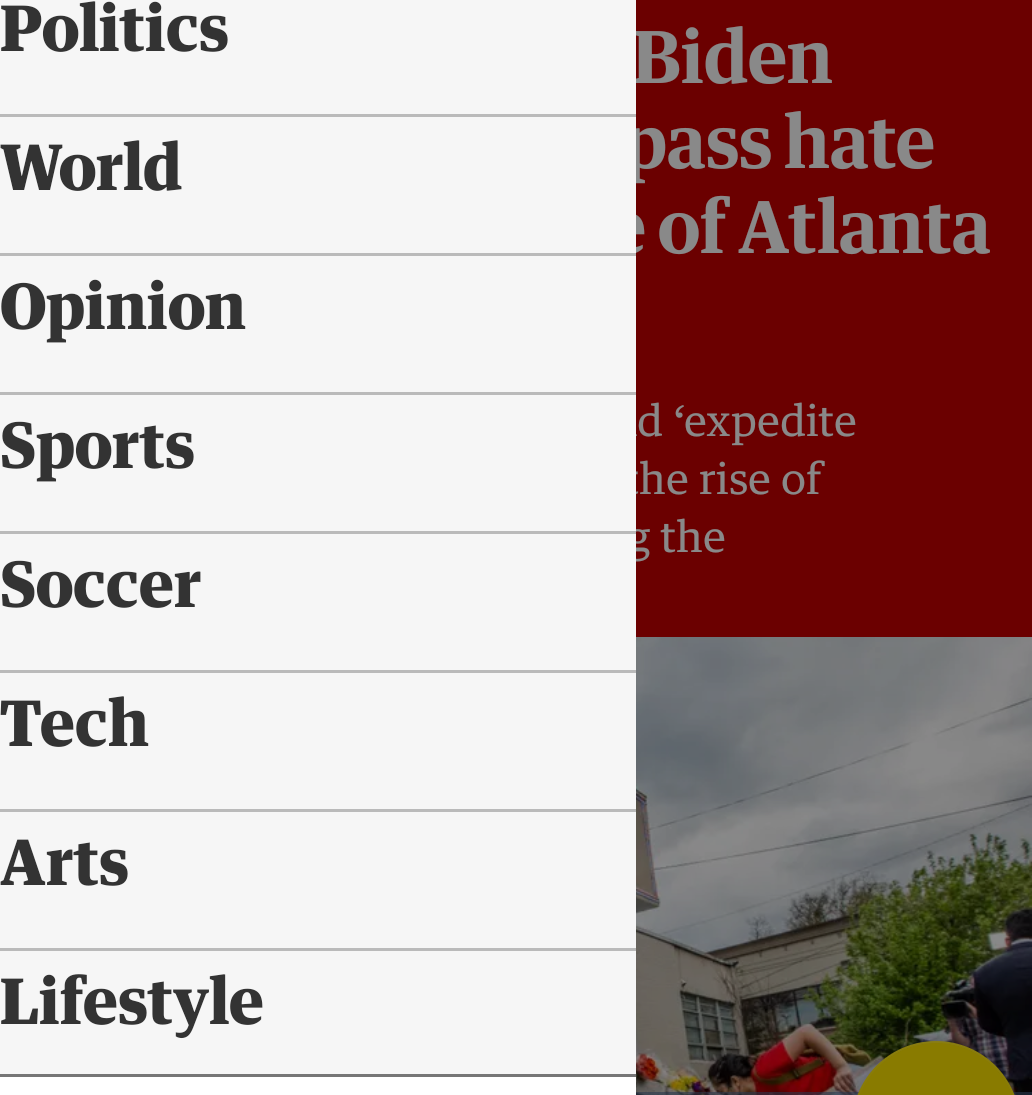 Politics
World
Opinion
Sports
Soccer
Tech
Arts
Lifestyle
Biden
pass hate
of Atlanta
‘expedite
the rise of
the